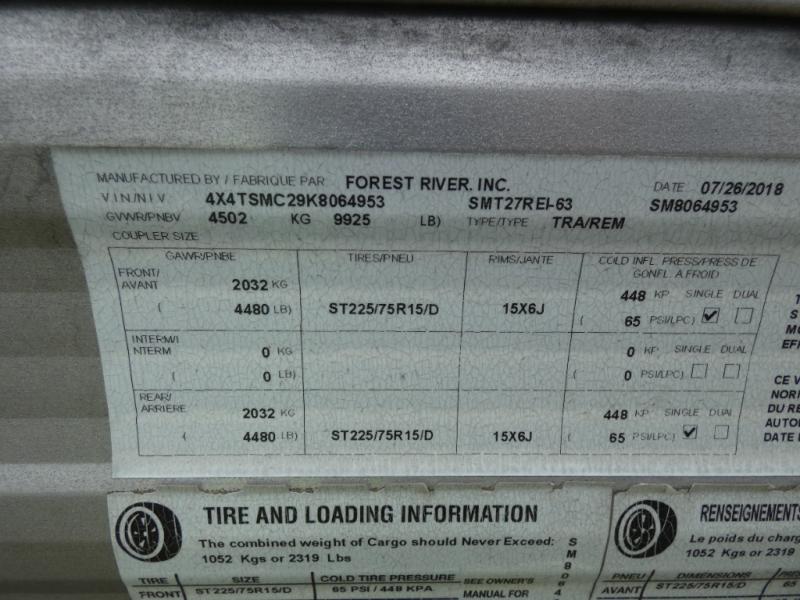 MANUFACTURED BY / FABRIQUE PAR FOREST RIVER. INC. DATE 07/26/2018
VIN/NIV 4X4TSMC29K8064953 SMT27REI-63 SM8064953
GVWR/PNBV 4502 KG 9925 LB) TYPE/TYPE TRA/REM
COUPLER SIZE
GAWR/PNBE TIRES/PNEU RIMS/JANTE COLD INFL. PRESS/PRESS DE
GONFL. A FROID
FRONT/
AVANT 2032 KG 448 KP SINGLE DUAL
( 4480 LB) ST225/75R15/D 15X6J ( 65 PSI/LPC)
INTERM/I
NTERM 0 KG 0 KP SINGLE DUAL
( 0 LB) ( 0 PSI/LPC)
REAR/
ARRIERE 2032 KG 448 KP SINGLE DUAL
( 4480 LB) ST225/75R15/D 15X6J ( 65 PSI/LPC)
T
S
MO
EFF
CE V
NORM
DU RE
AUTO
DATE
TIRE AND LOADING INFORMATION
The combined weight of Cargo should Never Exceed:
1052 Kgs or 2319 Lbs
SM806
TIRE SIZE COLD TIRE PRESSURE SEE OWNER'S
FRONT ST225/75R15/D 65 PSI / 448 KPA MANUAL FOR
RENSEIGNEMENTS
Le poids du charg
1052 Kgs or 2319
PNEU DIMENSIONS
AVANT ST225/75R15/D 65